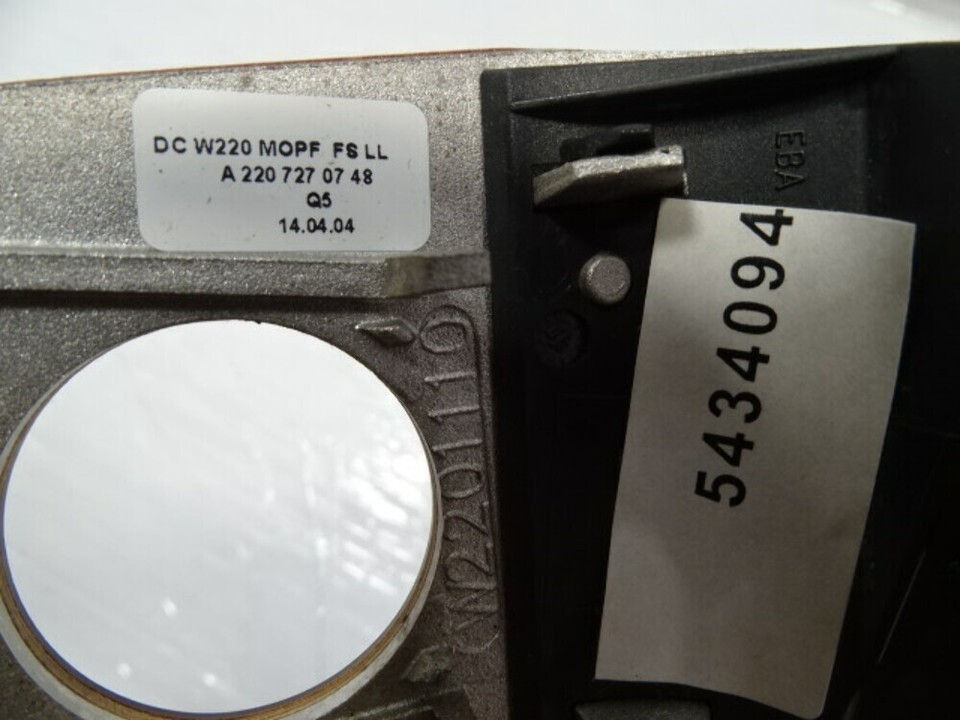 DC W220 MOPF FS LL
A 220 727 07 48
Q5
14.04.04
EBA
5434094